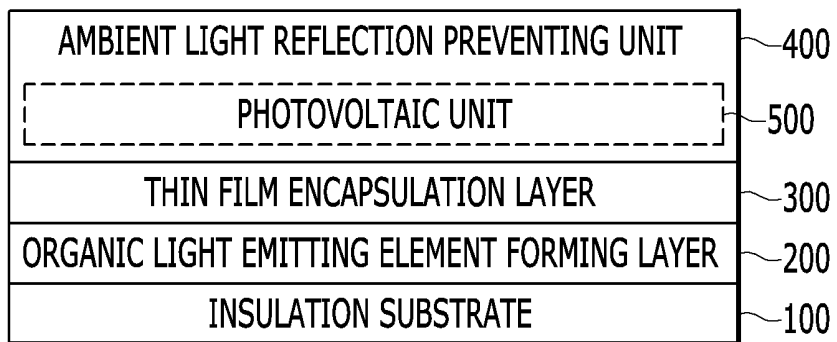 AMBIENT LIGHT REFLECTION PREVENTING UNIT 400
PHOTOVOLTAIC UNIT 500
THIN FILM ENCAPSULATION LAYER 300
ORGANIC LIGHT EMITTING ELEMENT FORMING LAYER 200
INSULATION SUBSTRATE 100